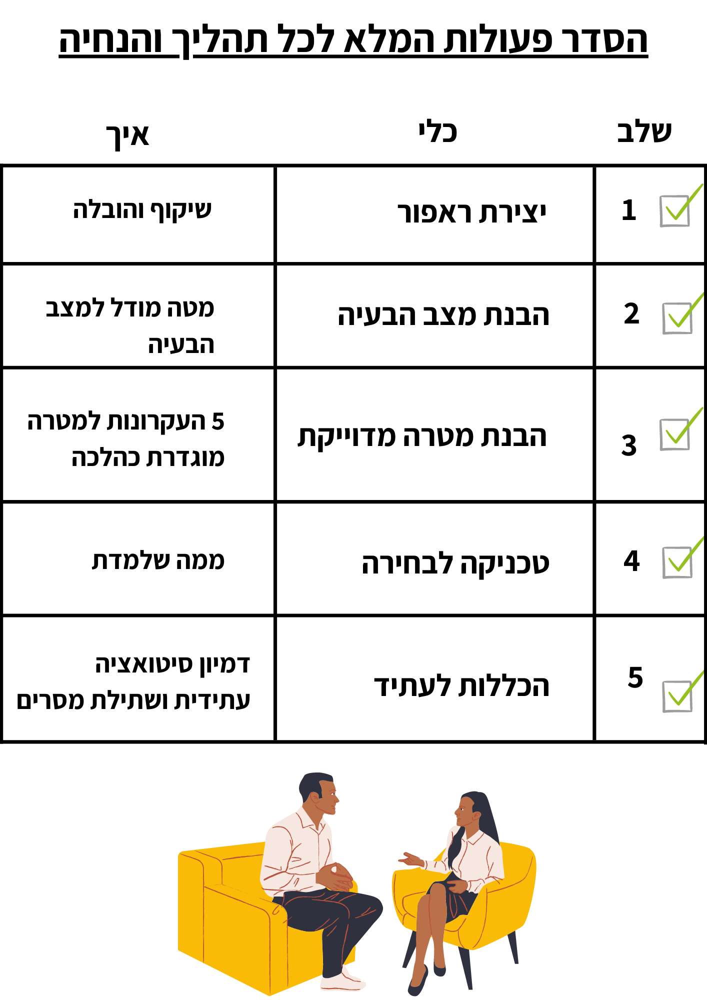 הסדר פעולות המלא לכל תהליך והנחיה
שלב
כלי
איך
1
יצירת ראפור
שיקוף והובלה
2
הבנת מצב הבעיה
מטה מודל למצב
הבעיה
3
הבנת מטרה מדוייקת
5 העקרונות למטרה
מוגדרת כהלכה
4
טכניקה לבחירה
ממה שלמדת
5
הכללות לעתיד
דמיון סיטואציה
עתידית ושתילת מסרים